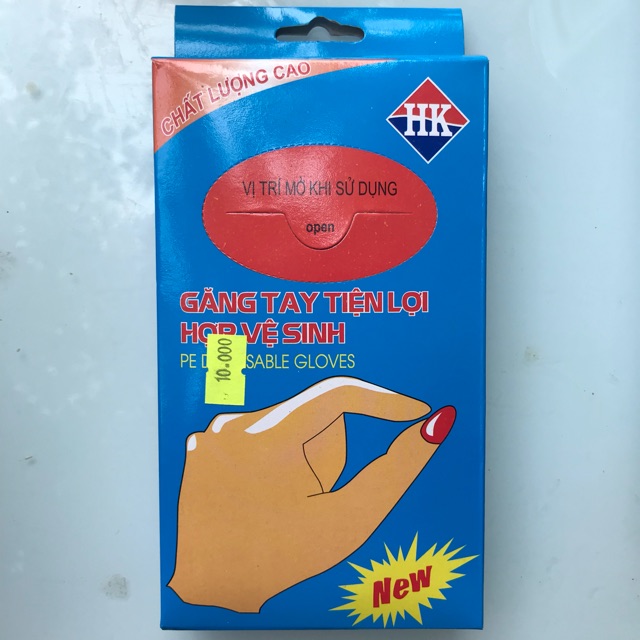 CHẤT LƯỢNG CAO
HK
VỊ TRÍ MỞ KHI SỬ DỤNG
open
GĂNG TAY TIỆN LỢI
HỢP VỆ SINH
PE GLOVES
10.000
New